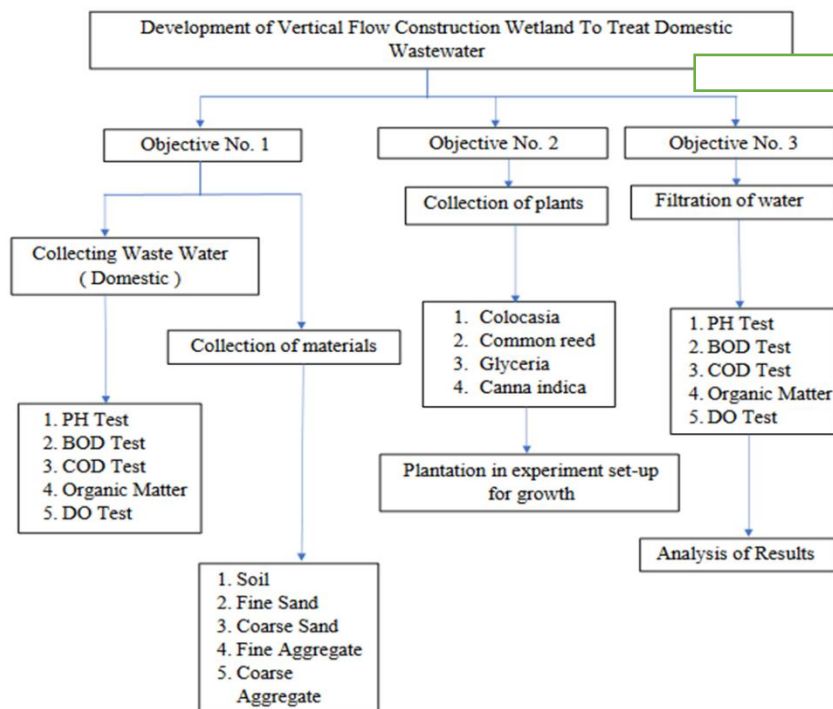 Development of Vertical Flow Construction Wetland To Treat Domestic
Wastewater
Objective No. 1
Objective No. 2
Objective No. 3
Collection of plants
Filtration of water
Collecting Waste Water
( Domestic )
Collection of materials
1. Colocasia
2. Common reed
3. Glyceria
4. Canna indica
1. PH Test
2. BOD Test
3. COD Test
4. Organic Matter
5. DO Test
1. PH Test
2. BOD Test
3. COD Test
4. Organic Matter
5. DO Test
Plantation in experiment set-up
for growth
Analysis of Results
1. Soil
2. Fine Sand
3. Coarse Sand
4. Fine Aggregate
5. Coarse
Aggregate